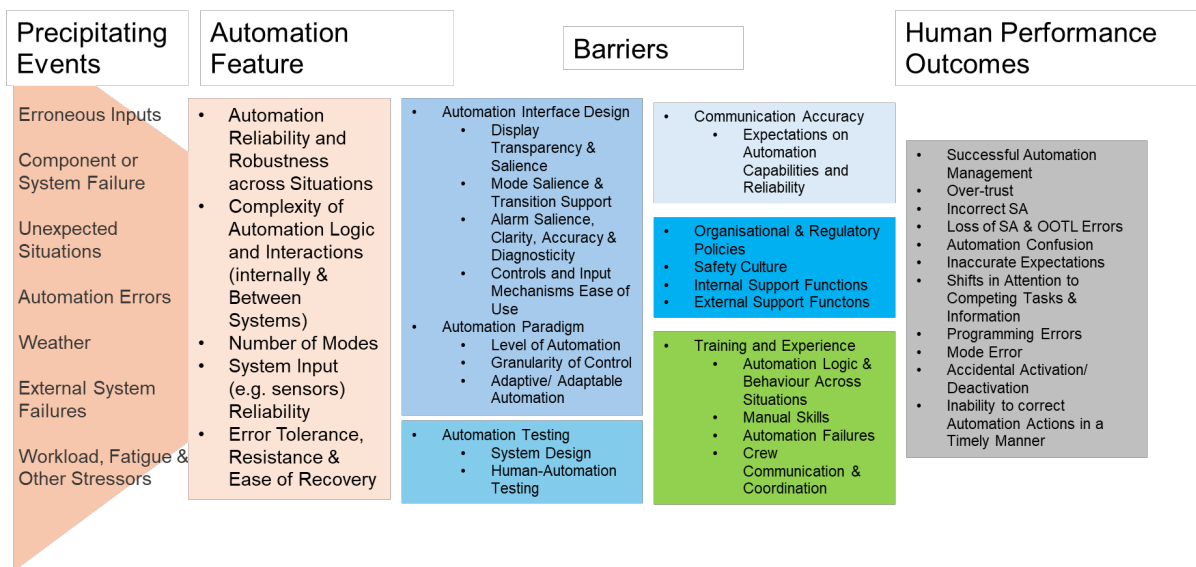 Precipitating
Events
Automation
Feature
Barriers
Human Performance
Outcomes
Erroneous Inputs
Component or
System Failure
Unexpected
Situations
Automation Errors
Weather
External System
Failures
Workload, Fatigue &
Other Stressors
• Automation
Reliability and
Robustness
across Situations
• Complexity of
Automation Logic
and Interactions
(internally &
Between
Systems)
• Number of Modes
• System Input
(e.g. sensors)
Reliability
• Error Tolerance,
Resistance &
Ease of Recovery
• Automation Interface Design
• Display
Transparency &
Salience
• Mode Salience &
Transition Support
• Alarm Salience,
Clarity, Accuracy &
Diagnosticity
• Controls and Input
Mechanisms Ease of
Use
• Automation Paradigm
• Level of Automation
• Granularity of Control
• Adaptive/ Adaptable
Automation
• Automation Testing
• System Design
• Human-Automation
Testing
• Communication Accuracy
• Expectations on
Automation
Capabilities and
Reliability
• Organisational & Regulatory
Policies
• Safety Culture
• Internal Support Functions
• External Support Functons
• Training and Experience
• Automation Logic &
Behaviour Across
Situations
• Manual Skills
• Automation Failures
• Crew
Communication &
Coordination
• Successful Automation
Management
• Over-trust
• Incorrect SA
• Loss of SA & OOTL Errors
• Automation Confusion
• Inaccurate Expectations
• Shifts in Attention to
Competing Tasks &
Information
• Programming Errors
• Mode Error
• Accidental Activation/
Deactivation
• Inability to correct
Automation Actions in a
Timely Manner